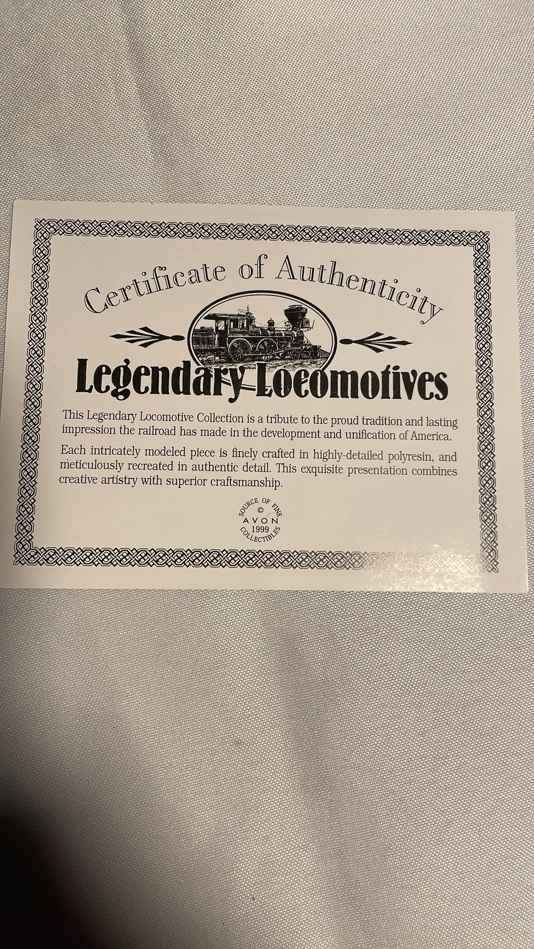 Certificate of Authenticity
Legendary Locomotives
This Legendary Locomotive Collection is a tribute to the proud tradition and lasting
impression the railroad has made in the development and unification of America.
Each intricately modeled piece is finely crafted in highly-detailed polyresin, and
meticulously recreated in authentic detail. This exquisite presentation combines
creative artistry with superior craftsmanship.
SOURCE OF FINE
©
AVON
1999
COLLECTIBLES